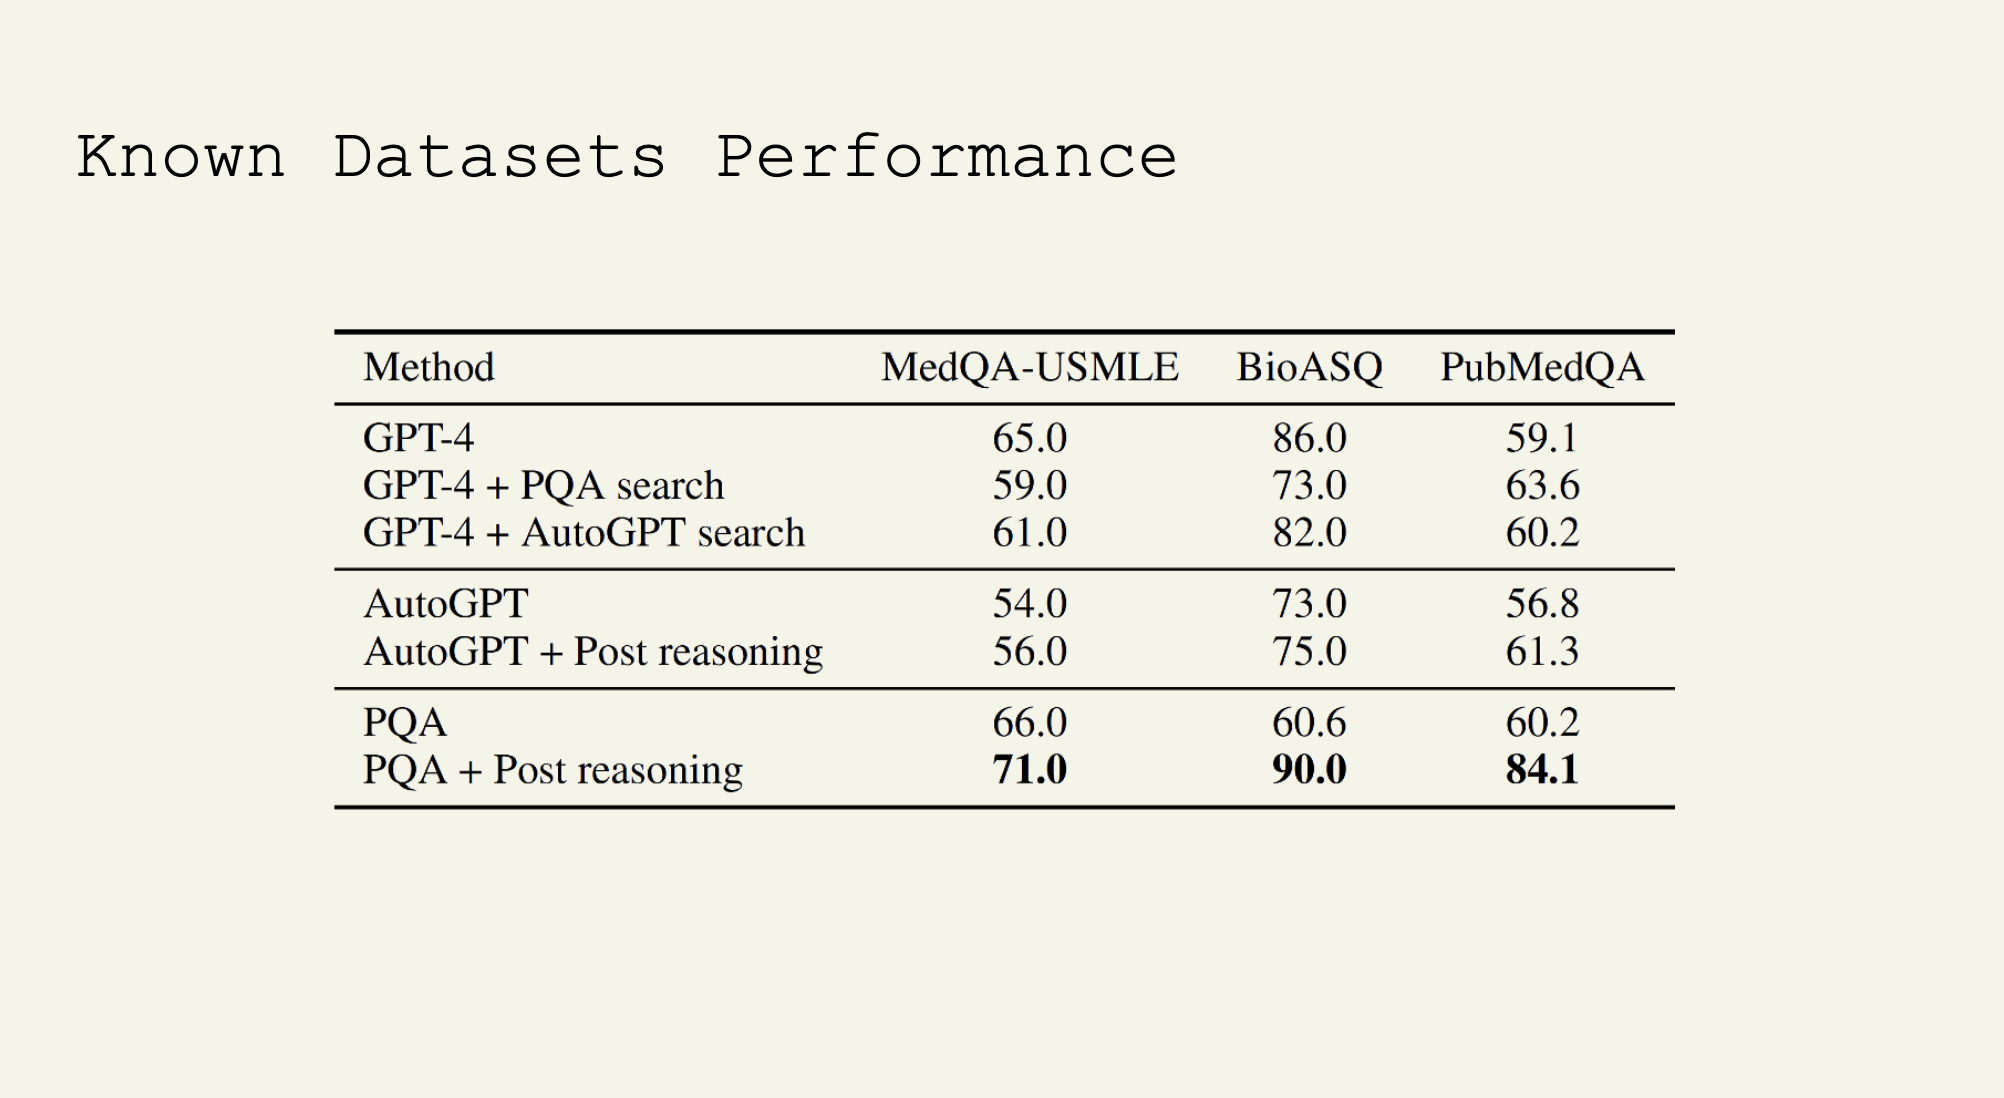 Known Datasets Performance
Method MedQA-USMLE BioASQ PubMedQA
GPT-4 65.0 86.0 59.1
GPT-4 + PQA search 59.0 73.0 63.6
GPT-4 + AutoGPT search 61.0 82.0 60.2
AutoGPT 54.0 73.0 56.8
AutoGPT + Post reasoning 56.0 75.0 61.3
PQA 66.0 60.6 60.2
PQA + Post reasoning 71.0 90.0 84.1